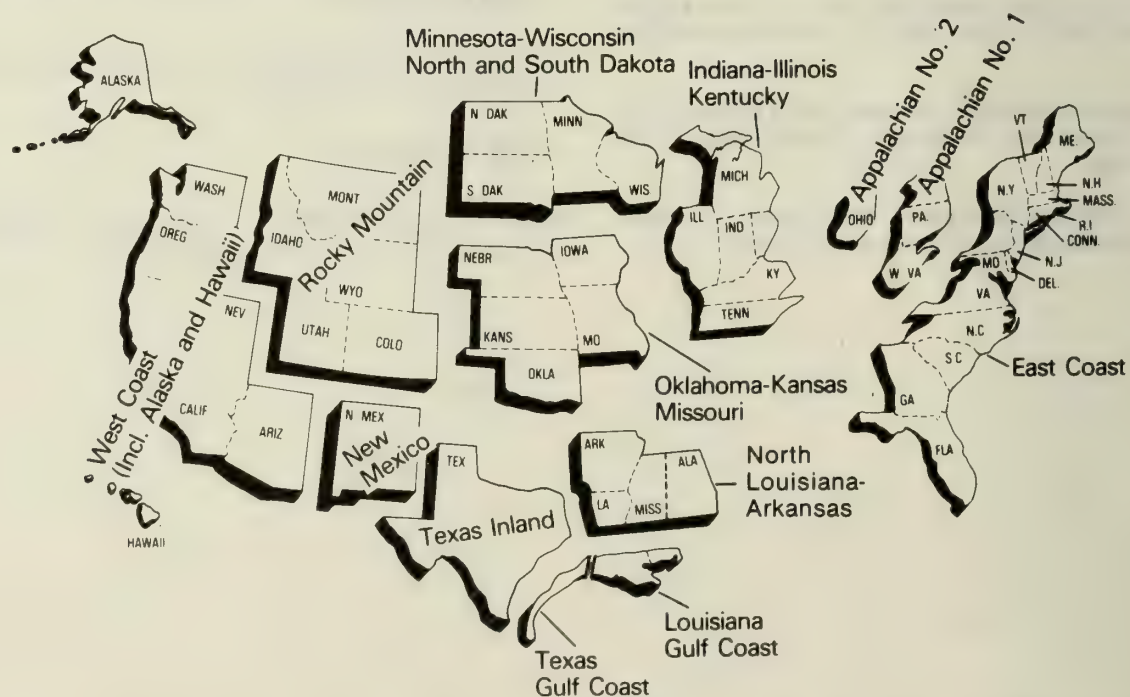 Minnesota-Wisconsin
North and South Dakota
Indiana-Illinois
Kentucky
Appalachian No. 2
Appalachian No. 1
ALASKA
WASH
OREG
NEV
CALIF
ARIZ
West Coast
(Incl. Alaska and Hawaii)
HAWAII
MONT
IDAHO
WYO
UTAH
COLO
Rocky Mountain
N DAK
S DAK
MINN
WIS
NEBR
IOWA
KANS
MO
OKLA
Oklahoma-Kansas
Missouri
MICH
ILL
IND
KY
TENN
OHIO
PA.
W VA
VT
ME.
N.Y
N.H
MASS.
R.I
CONN.
N.J
DEL.
MD
VA
N.C
S C
GA
FLA
East Coast
N MEX
New
Mexico
TEX
Texas Inland
ARK
LA
MISS
ALA
North
Louisiana-
Arkansas
Louisiana
Gulf Coast
Texas
Gulf Coast